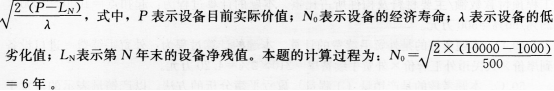 √(2(P-L_N)/λ)，式中，P 表示设备目前实际价值；N₀表示设备的经济寿命；λ 表示设备的低
劣化值；L_N表示第 N 年末的设备净残值。本题的计算过程为：N₀=√(2×(10000-1000)/500)
=6 年。